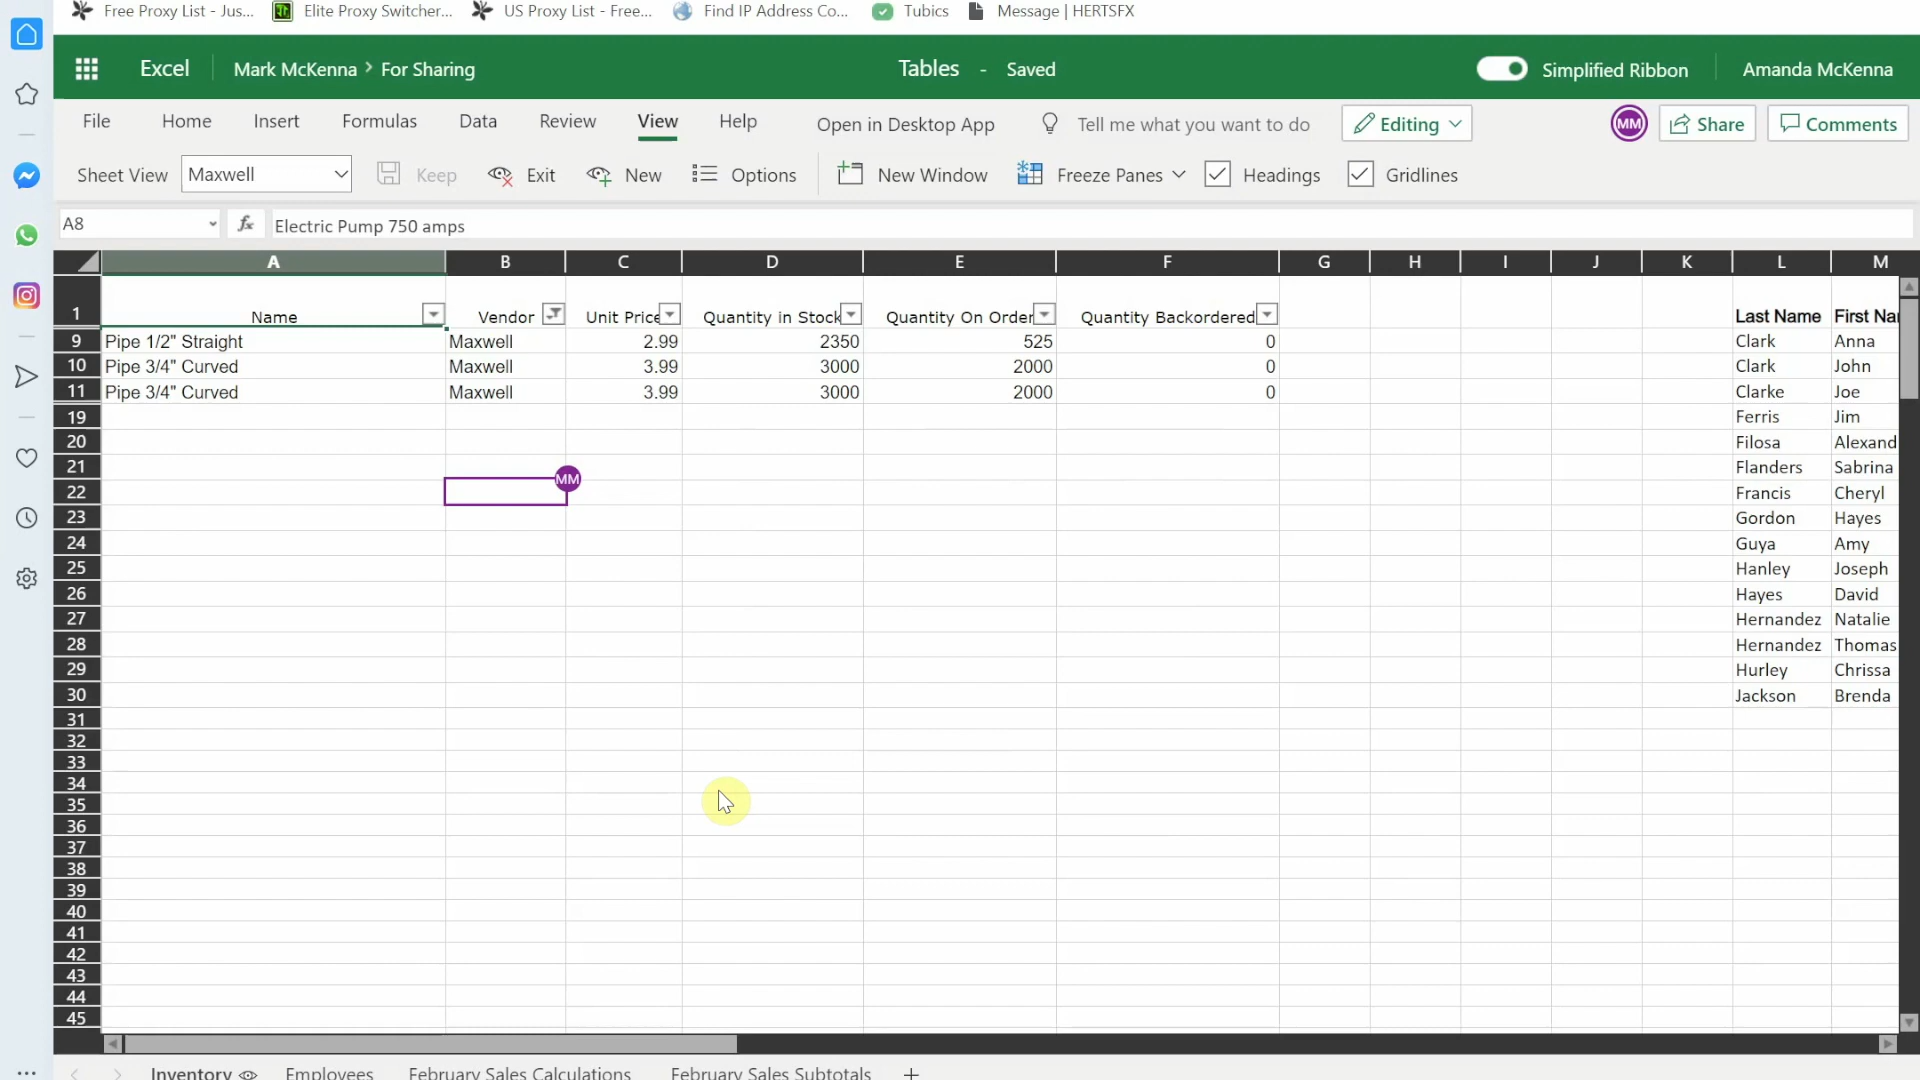 Free Proxy List - Jus... Elite Proxy Switcher... US Proxy List - Free... Find IP Address Co... Tubics Message | HERTSFX
Excel Mark McKenna > For Sharing Tables - Saved Simplified Ribbon Amanda McKenna
File Home Insert Formulas Data Review View Help Open in Desktop App Tell me what you want to do Editing MM Share Comments
Sheet View Maxwell Keep Exit New Options New Window Freeze Panes Headings Gridlines
A8 fx Electric Pump 750 amps
A B C D E F G H I J K L M
1 Name Vendor Unit Price Quantity in Stock Quantity On Order Quantity Backordered Last Name First Na
9 Pipe 1/2" Straight Maxwell 2.99 2350 525 0 Clark Anna
10 Pipe 3/4" Curved Maxwell 3.99 3000 2000 0 Clark John
11 Pipe 3/4" Curved Maxwell 3.99 3000 2000 0 Clarke Joe
19 Ferris Jim
20 Filosa Alexand
21 Flanders Sabrina
MM
22 Francis Cheryl
23 Gordon Hayes
24 Guya Amy
25 Hanley Joseph
26 Hayes David
27 Hernandez Natalie
28 Hernandez Thomas
29 Hurley Chrissa
30 Jackson Brenda
31
32
33
34
35
36
37
38
39
40
41
42
43
44
45
Inventory Employees February Sales Calculations February Sales Subtotals +